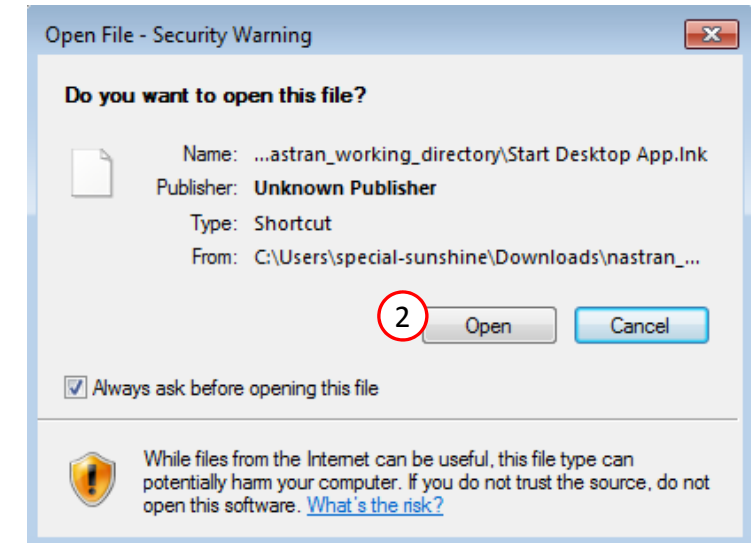 Open File - Security Warning
Do you want to open this file?
Name: ...astran_working_directory\Start Desktop App.lnk
Publisher: Unknown Publisher
Type: Shortcut
From: C:\Users\special-sunshine\Downloads\nastran_...
2 Open Cancel
Always ask before opening this file
While files from the Internet can be useful, this file type can
potentially harm your computer. If you do not trust the source, do not
open this software. What's the risk?